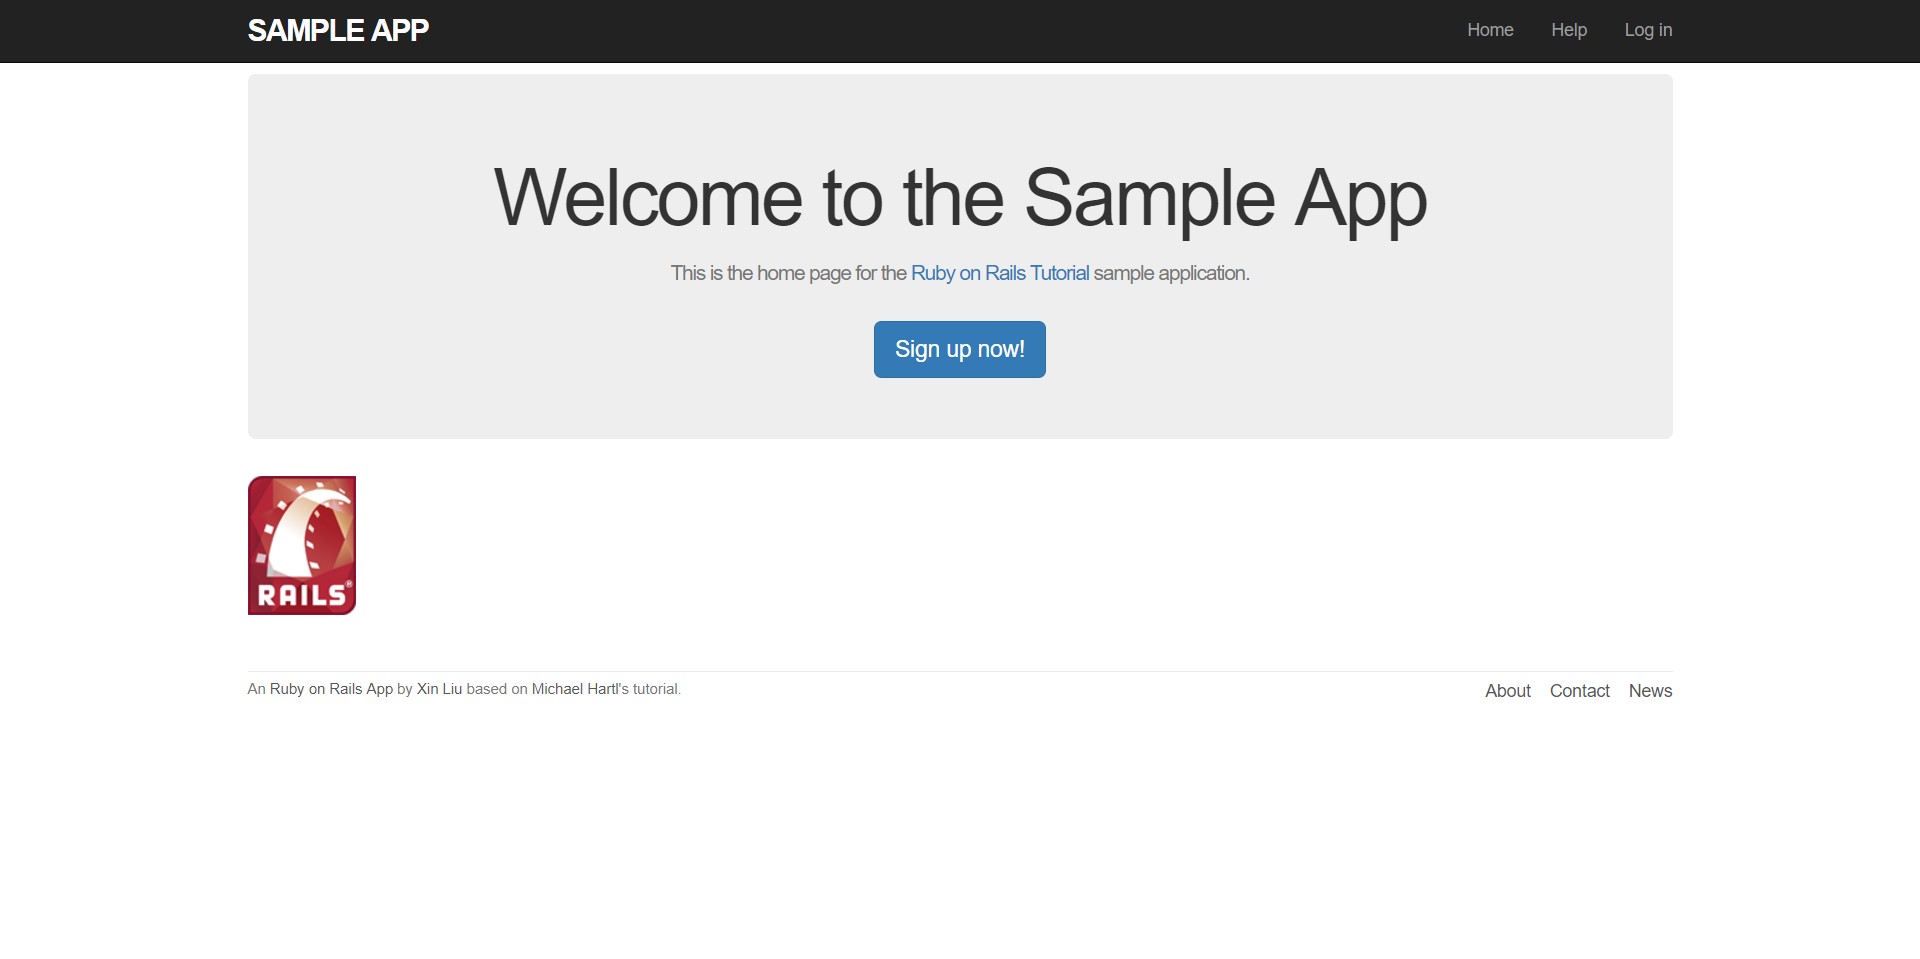 SAMPLE APP
Home Help Log in
Welcome to the Sample App
This is the home page for the Ruby on Rails Tutorial sample application.
Sign up now!
RAILS®
An Ruby on Rails App by Xin Liu based on Michael Hartl's tutorial.
About Contact News